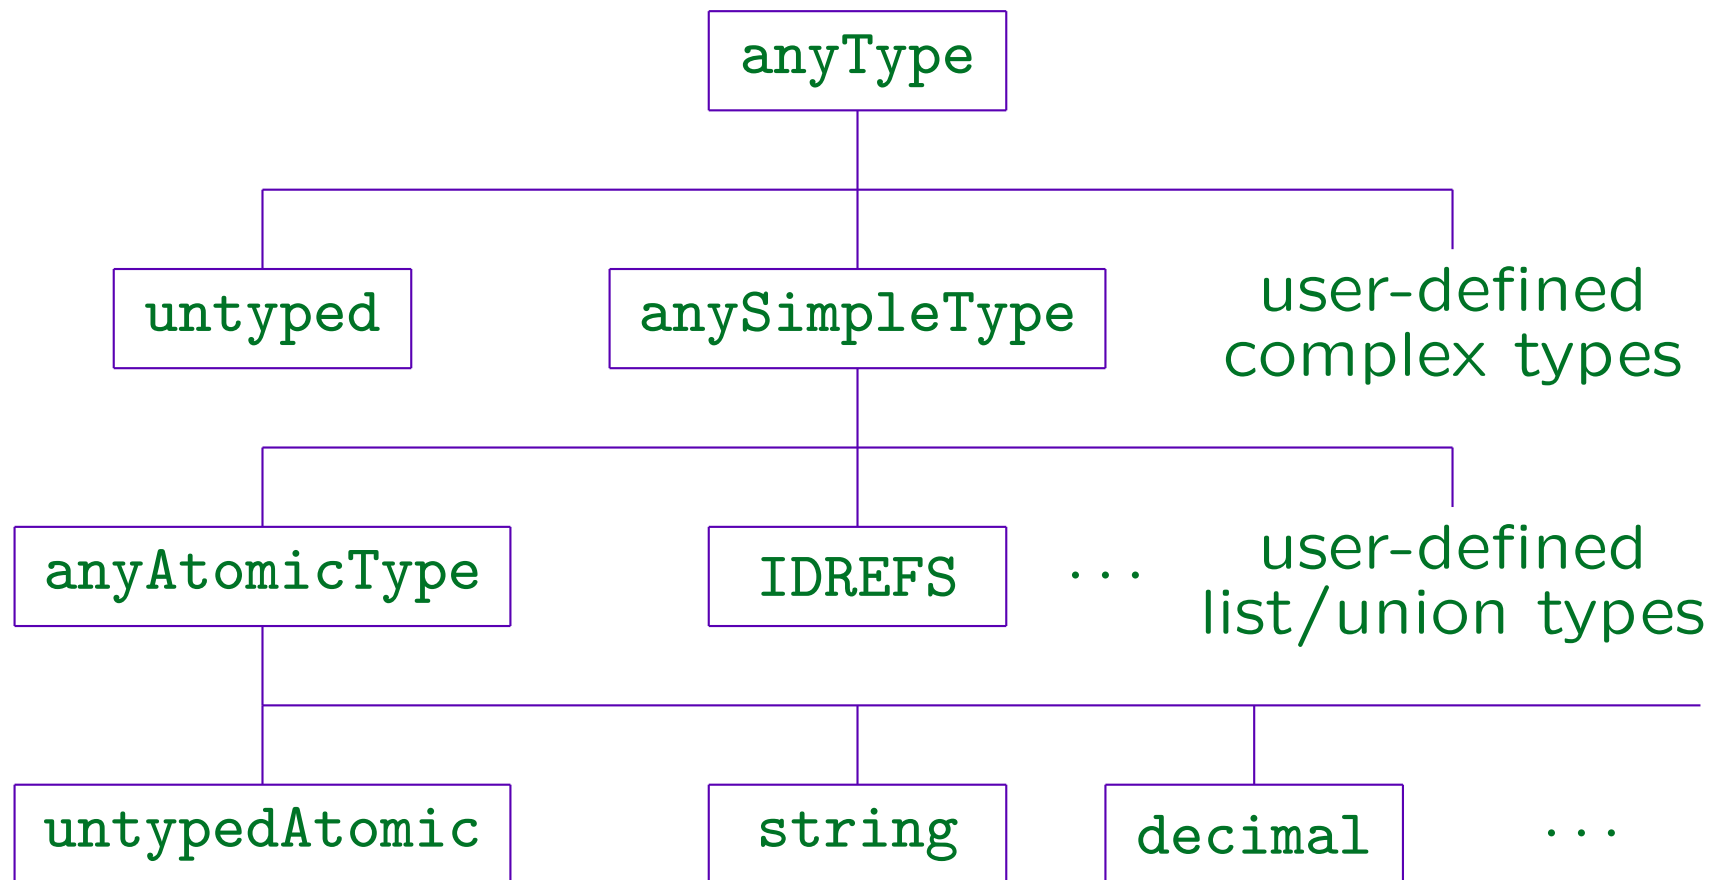 anyType
untyped
anySimpleType
user-defined
complex types
anyAtomicType
IDREFS
...
user-defined
list/union types
untypedAtomic
string
decimal
...